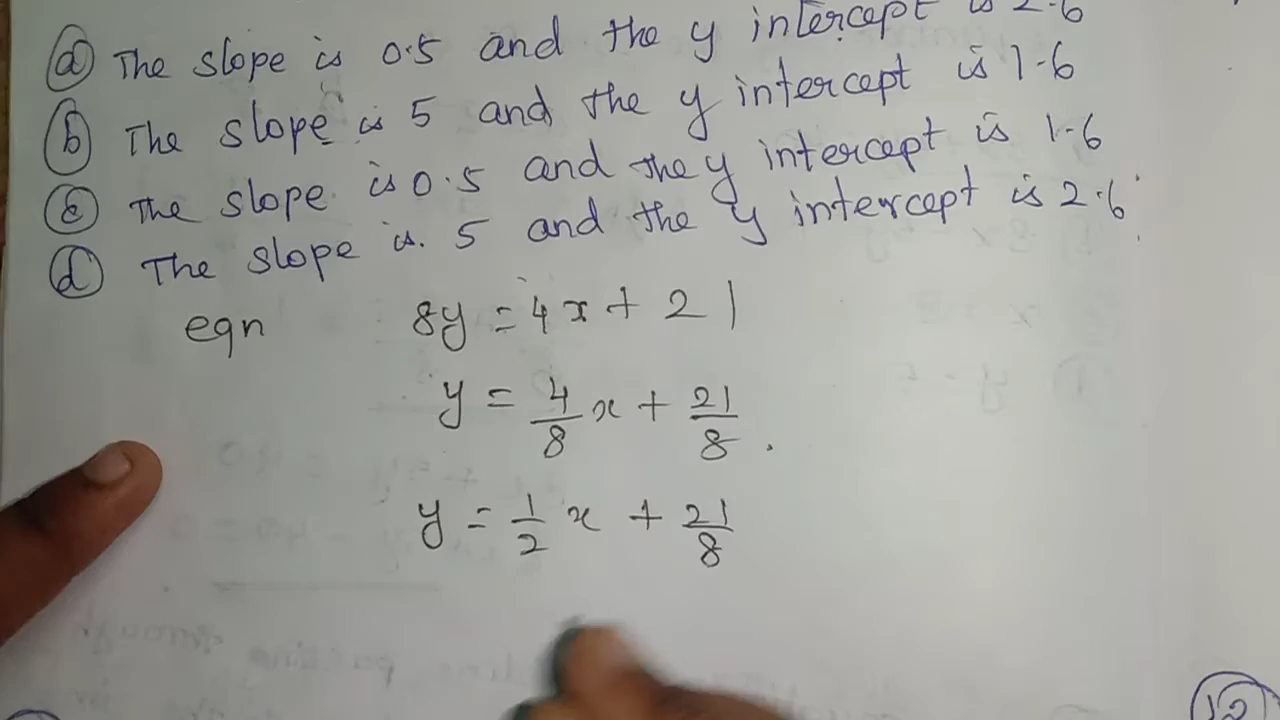 (a) The slope is 0.5 and the y intercept is 2.6
(b) The slope is 5 and the y intercept is 1.6
(c) The slope is 0.5 and the y intercept is 1.6
(d) The slope is. 5 and the y intercept is 2.6
eqn 8y = 4x + 21
y = 4/8 x + 21/8 .
y = 1/2 x + 21/8
12